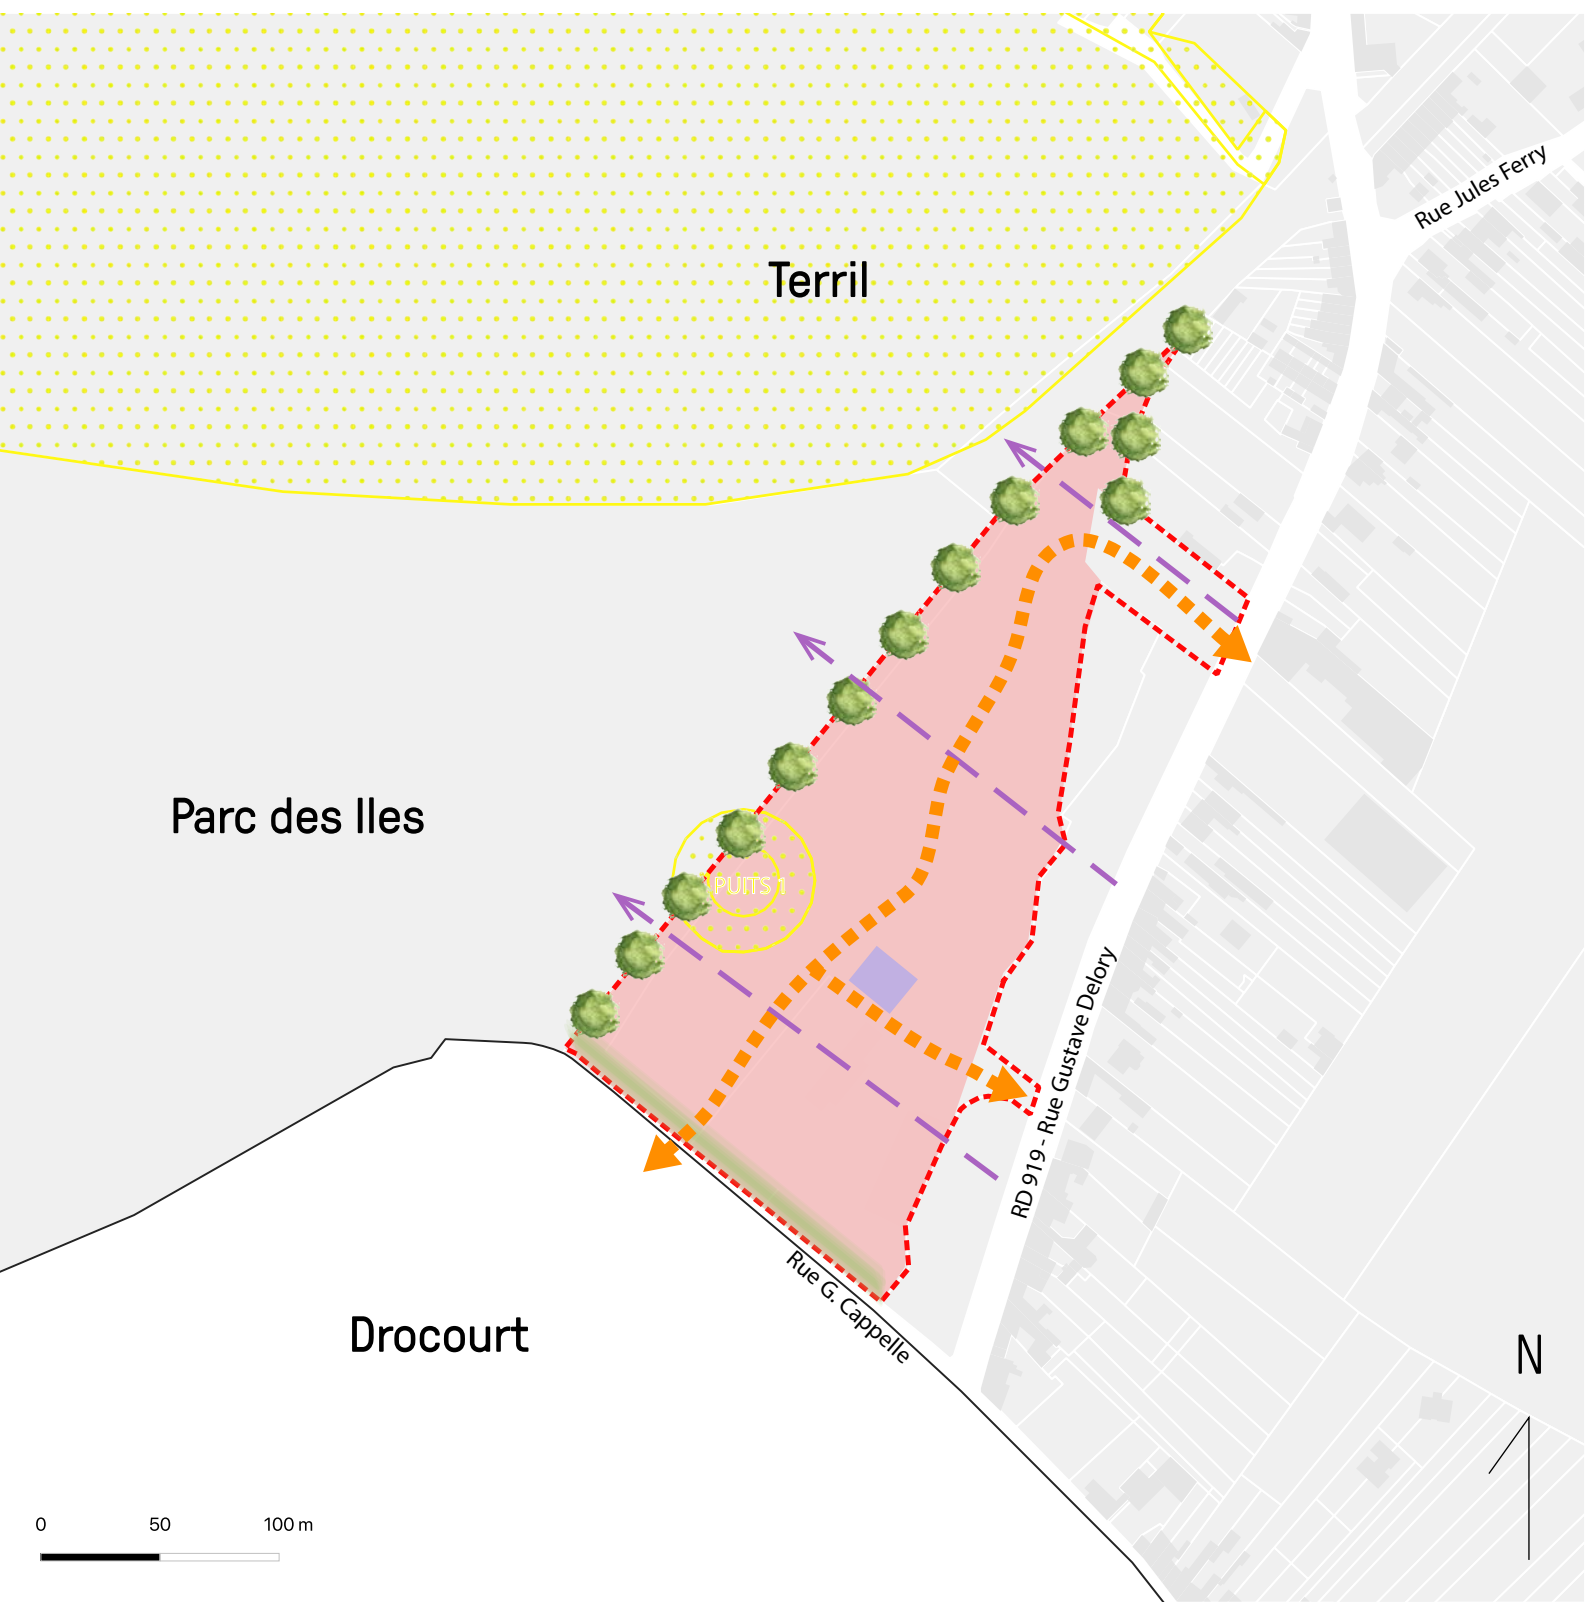 Rue Jules Ferry
Terril
Parc des Iles
PUITS 1
RD 919 - Rue Gustave Delory
Rue G. Cappelle
Drocourt
N
0 50 100 m